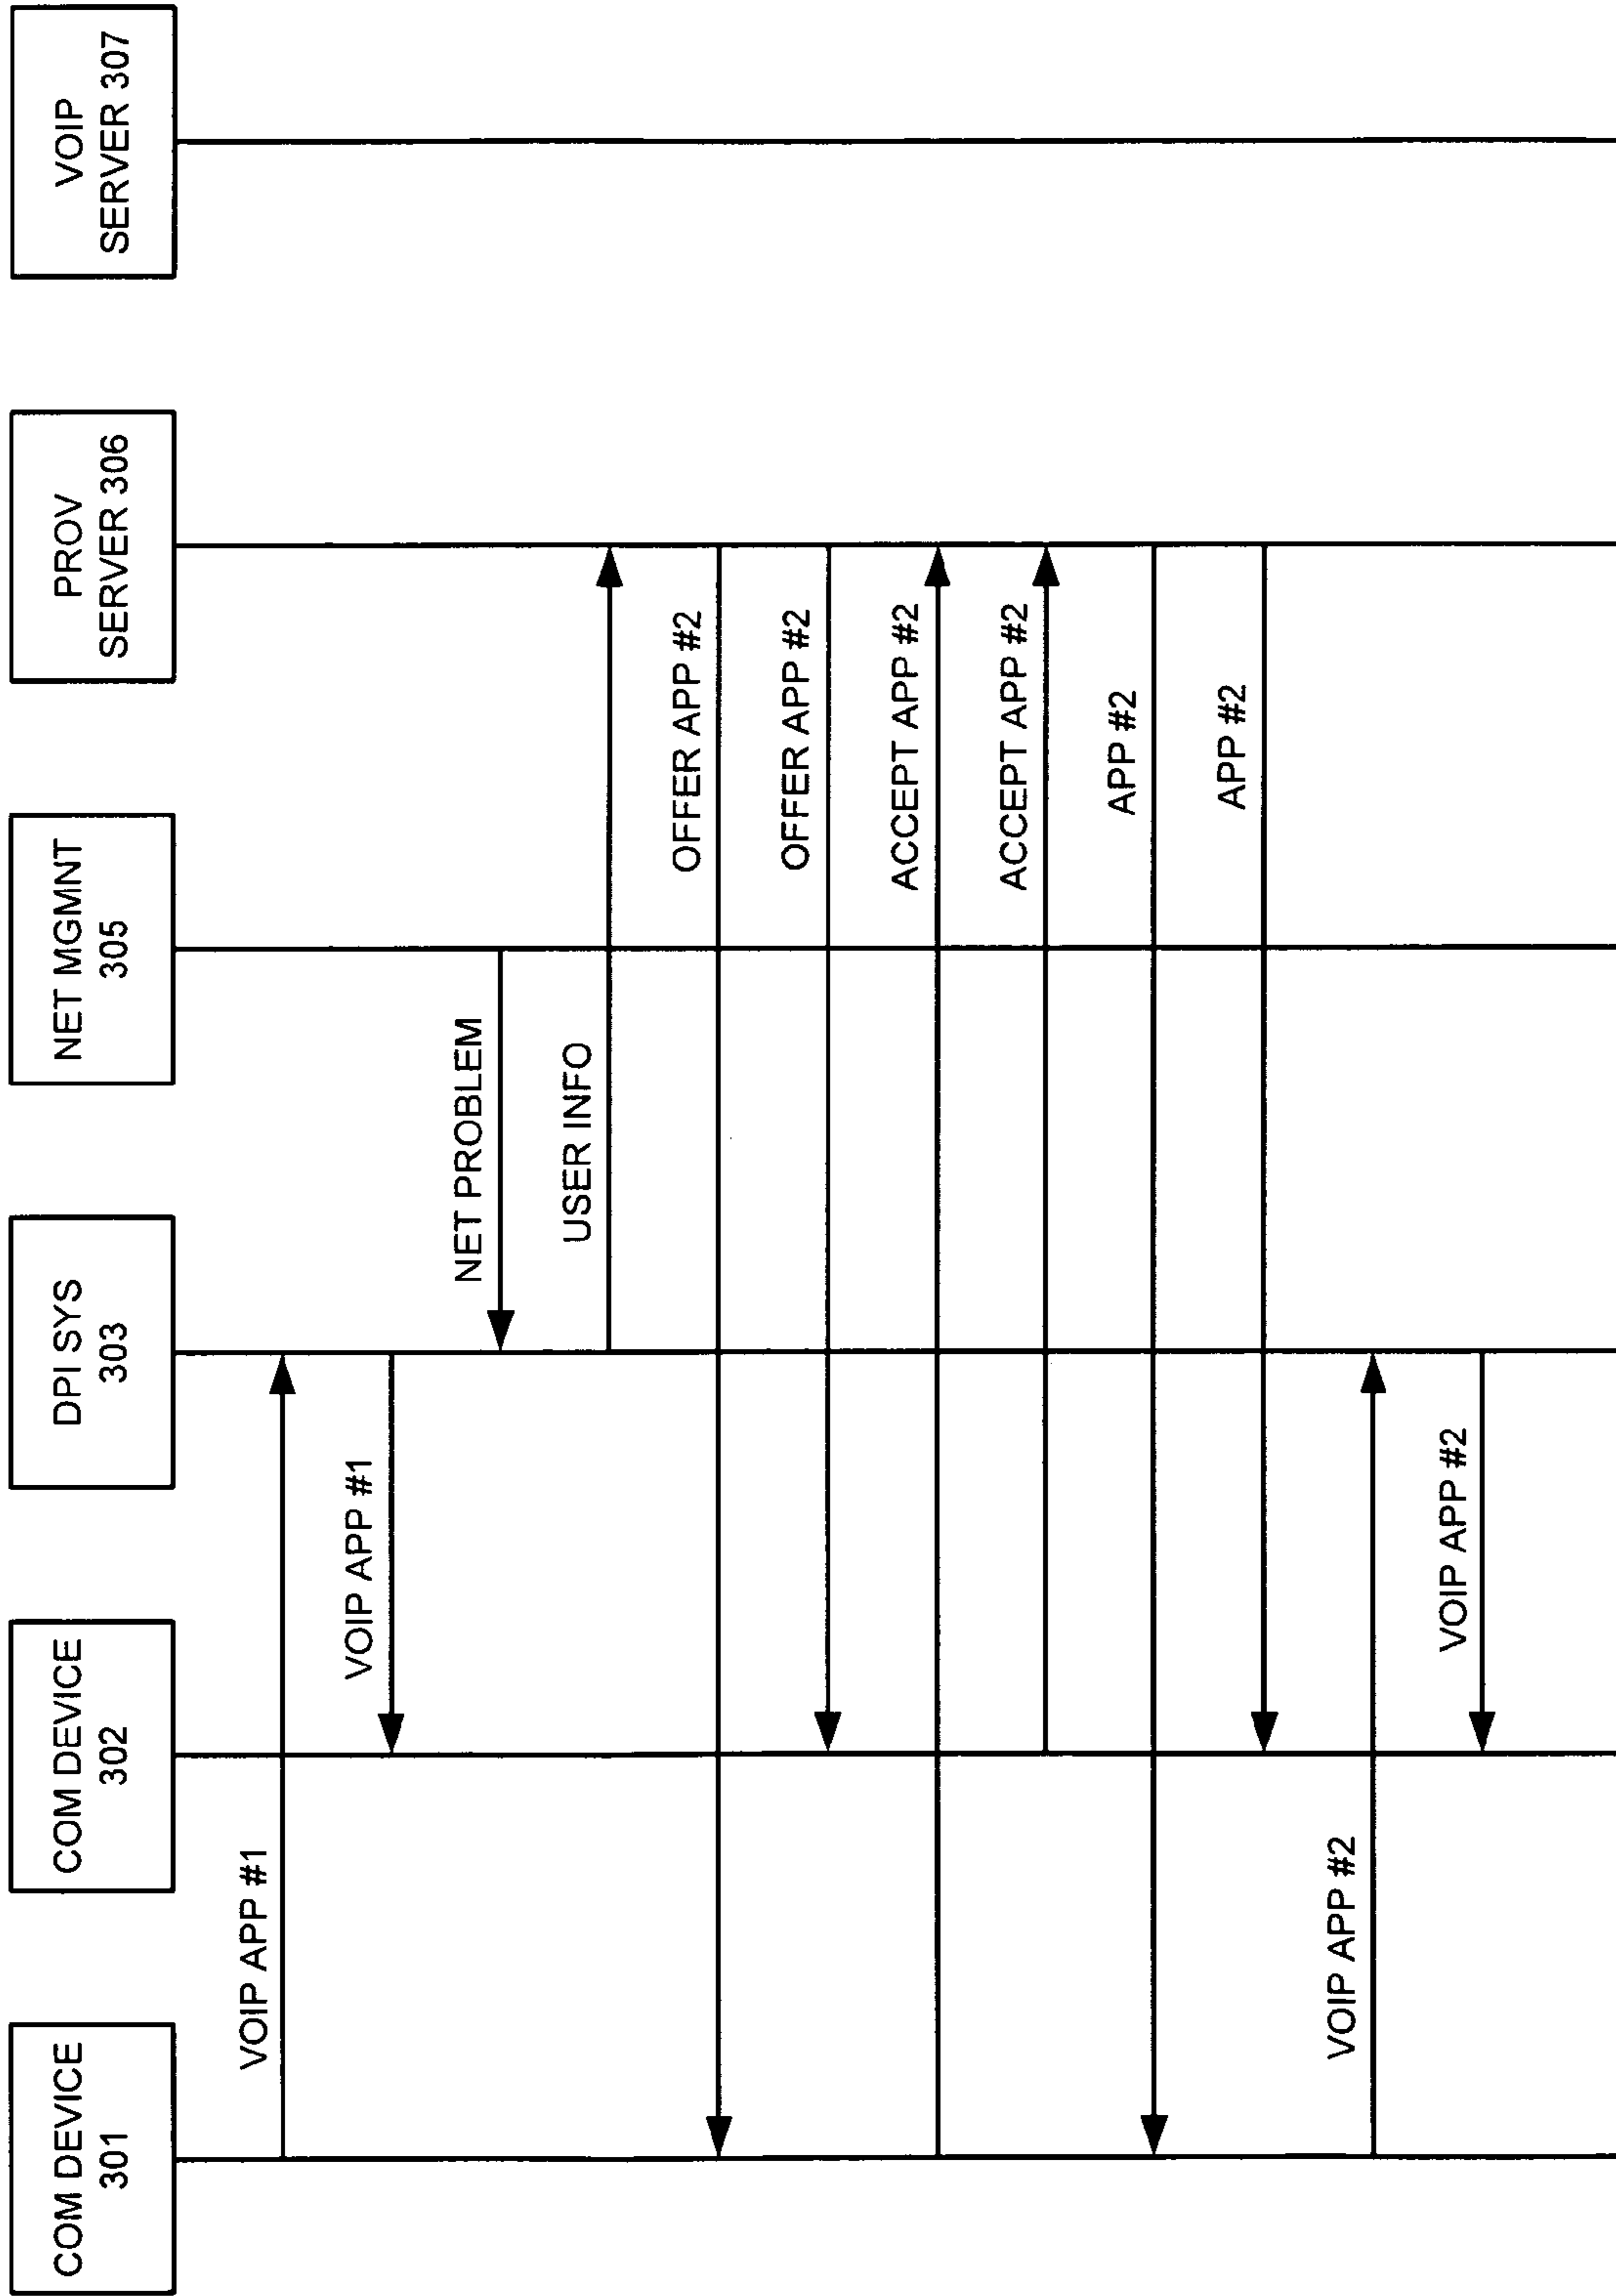 COM DEVICE
301
COM DEVICE
302
DPI SYS
303
NET MGMNT
305
PROV
SERVER 306
VOIP
SERVER 307
VOIP APP #1
VOIP APP #1
NET PROBLEM
USER INFO
OFFER APP #2
OFFER APP #2
ACCEPT APP #2
ACCEPT APP #2
APP #2
APP #2
VOIP APP #2
VOIP APP #2